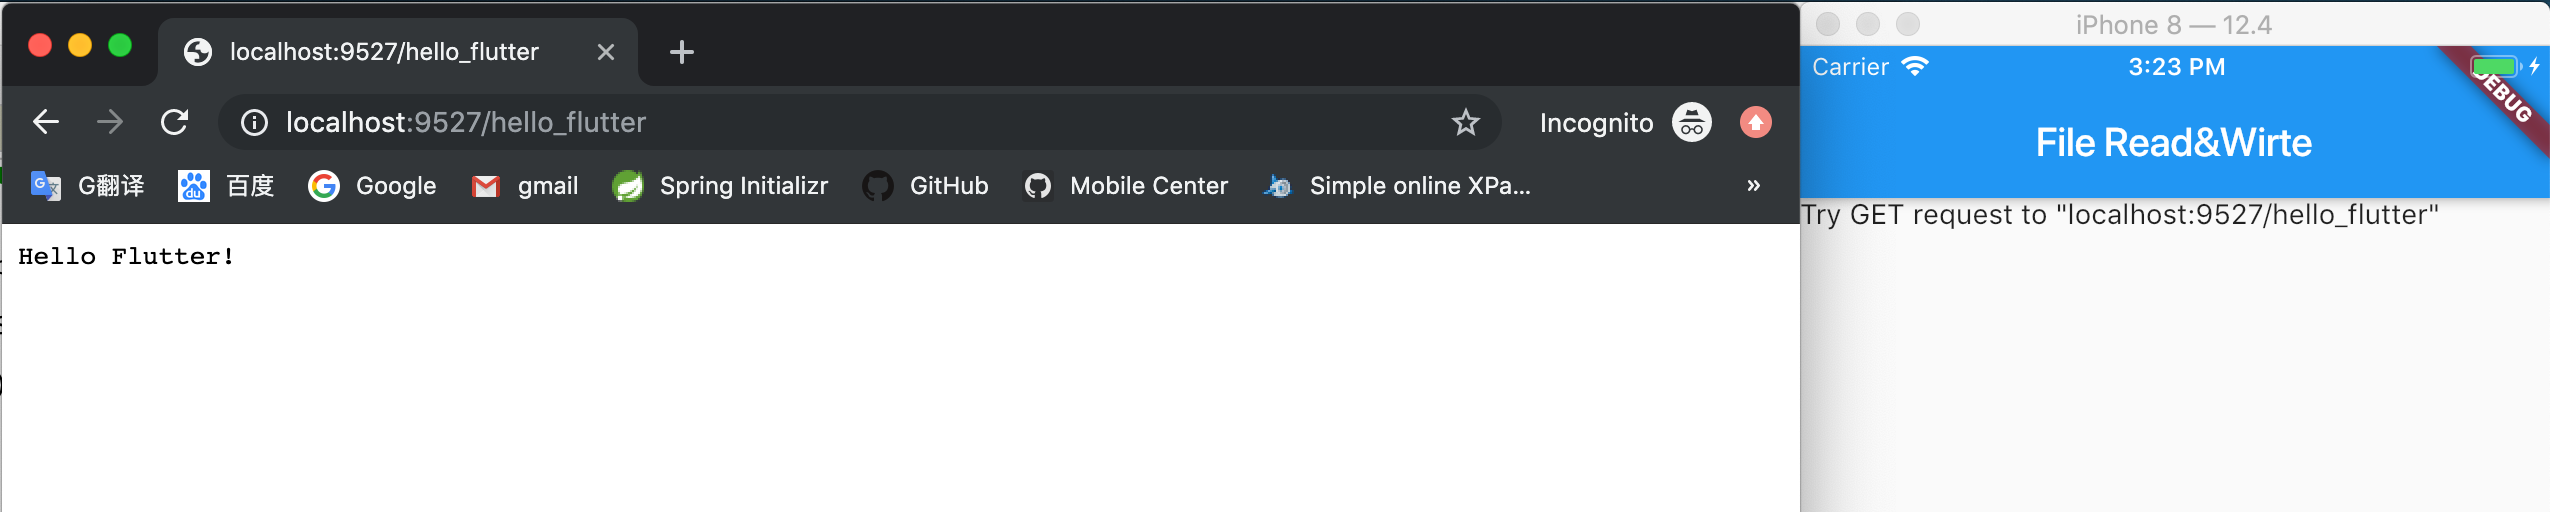 localhost:9527/hello_flutter
localhost:9527/hello_flutter
Incognito
G翻译 百度 Google gmail Spring Initializr GitHub Mobile Center Simple online XPa... »
Hello Flutter!
iPhone 8 — 12.4
Carrier 3:23 PM
DEBUG
File Read&Wirte
Try GET request to "localhost:9527/hello_flutter"